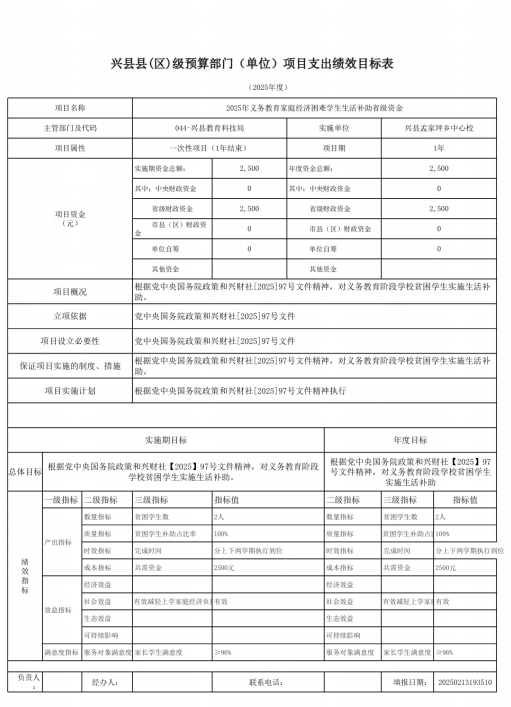 兴县县(区)级预算部门（单位）项目支出绩效目标表
（2025年度）
项目名称 2025年义务教育家庭经济困难学生生活补助省级资金
主管部门及代码 044-兴县教育科技局 实施单位 兴县孟家坪乡中心校
项目属性 一次性项目（1年结束） 项目期 1年
项目资金
（元）
实施期资金总额： 2,500 年度资金总额： 2,500
其中：中央财政资金 0 其中：中央财政资金 0
省级财政资金 2,500 省级财政资金 2,500
市县（区）财政资
金 0 市县（区）财政资金 0
单位自筹 0 单位自筹 0
其他资金 其他资金
项目概况 根据党中央国务院政策和兴财社[2025]97号文件精神，对义务教育阶段学校贫困学生实施生活补
助。
立项依据 党中央国务院政策和兴财社[2025]97号文件
项目设立必要性 党中央国务院政策和兴财社[2025]97号文件
保证项目实施的制度、措施 根据党中央国务院政策和兴财社[2025]97号文件精神，对义务教育阶段学校贫困学生实施生活补
助。
项目实施计划 根据党中央国务院政策和兴财社[2025]97号文件精神执行
实施期目标 年度目标
总体目标 根据党中央国务院政策和兴财社【2025】97号文件精神，对义务教育阶段
学校贫困学生实施生活补助。
根据党中央国务院政策和兴财社【2025】97
号文件精神，对义务教育阶段学校贫困学生
实施生活补助
绩效指标
一级指标 二级指标 三级指标 指标值 二级指标 三级指标 指标值
产出指标 数量指标 贫困学生数 2人 数量指标 贫困学生数 2人
质量指标 贫困学生补助占比率 100% 质量指标 贫困学生补助占比 100%
时效指标 完成时间 分上下两学期执行到位 时效指标 完成时间 分上下两学期执行到位
成本指标 共需资金 2500元 成本指标 共需资金 2500元
效益指标 经济效益 经济效益
社会效益 有效减轻上学家庭经济负 有效 社会效益 有效减轻上学家 有效
生态效益 生态效益
可持续影响 可持续影响
满意度指标 服务对象满意度 家长学生满意度 ≥96% 服务对象满意度 家长学生满意度 ≥96%
负责人
： 经办人： 联系电话： 填报日期： 20250213193510